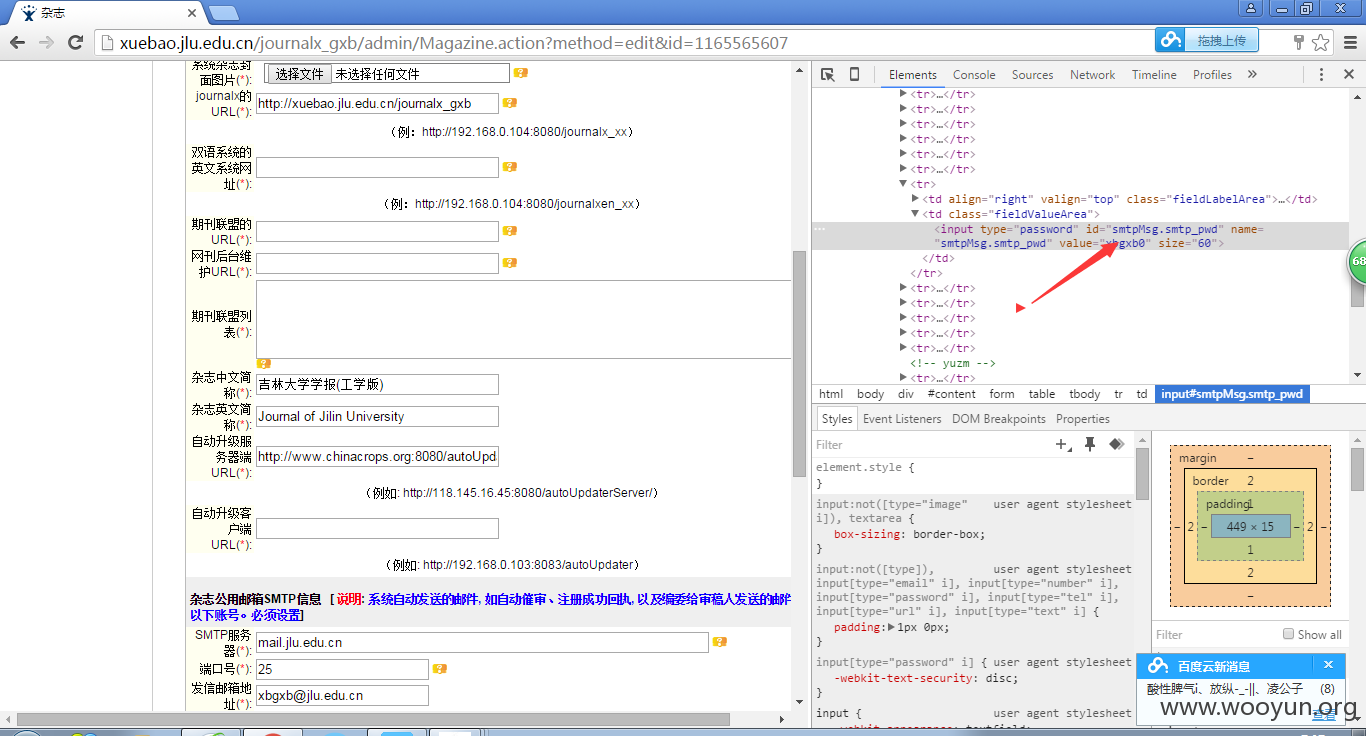 杂志
xuebao.jlu.edu.cn/journalx_gxb/admin/Magazine.action?method=edit&id=1165565607
拖拽上传
系统杂志封
面图片(*):
选择文件 未选择任何文件
journalx的
URL(*):
http://xuebao.jlu.edu.cn/journalx_gxb
（例：http://192.168.0.104:8080/journalx_xx）
双语系统的
英文系统网
址(*):
（例：http://192.168.0.104:8080/journalxen_xx）
期刊联盟的
URL(*):
网刊后台维
护URL(*):
期刊联盟列
表(*):
杂志中文简
称(*):
吉林大学学报(工学版)
杂志英文简
称(*):
Journal of Jilin University
自动升级服
务器端
URL(*):
http://www.chinacrops.org:8080/autoUpd
（例如: http://118.145.16.45:8080/autoUpdaterServer/）
自动升级客
户端
URL(*):
（例如: http://192.168.0.103:8083/autoUpdater）
杂志公用邮箱SMTP信息 [ 说明: 系统自动发送的邮件, 如自动催审、注册成功回执, 以及编委给审稿人发送的邮件
以下账号。必须设置]
SMTP服务
器(*):
mail.jlu.edu.cn
端口号(*):
25
发信邮箱地
址(*):
xbgxb@jlu.edu.cn
Elements Console Sources Network Timeline Profiles »
<tr>…</tr>
<tr>…</tr>
<tr>…</tr>
<tr>…</tr>
<tr>…</tr>
<tr>…</tr>
<tr>
<td align="right" valign="top" class="fieldLabelArea">…</td>
<td class="fieldValueArea">
<input type="password" id="smtpMsg.smtp_pwd" name=
"smtpMsg.smtp_pwd" value="xbgxb0" size="60">
</td>
</tr>
<tr>…</tr>
<tr>…</tr>
<tr>…</tr>
<tr>…</tr>
<tr>…</tr>
<!-- yuzm -->
<tr>…</tr>
68
html body div #content form table tbody tr td input#smtpMsg.smtp_pwd
Styles Event Listeners DOM Breakpoints Properties
Filter
element.style {
}
input:not([type="image" user agent stylesheet
i]), textarea {
box-sizing: border-box;
}
input:not([type]), user agent stylesheet
input[type="email" i], input[type="number" i],
input[type="password" i], input[type="tel" i],
input[type="url" i], input[type="text" i] {
padding:▶1px 0px;
}
input[type="password" i] { user agent stylesheet
-webkit-text-security: disc;
}
input { user agent stylesheet
margin –
border 2
padding 1
– 2 – 449 × 15 – 2 –
1
2
–
Filter Show all
百度云新消息
酸性脾气i、放纵-_-||、凌公子 (8)
查看
www.wooyun.org